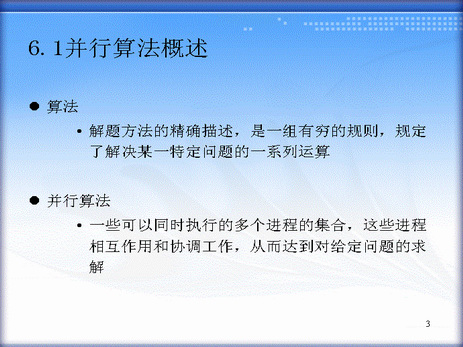 6.1并行算法概述
● 算法
• 解题方法的精确描述，是一组有穷的规则，规定
了解决某一特定问题的一系列运算
● 并行算法
• 一些可以同时执行的多个进程的集合，这些进程
相互作用和协调工作，从而达到对给定问题的求
解
3